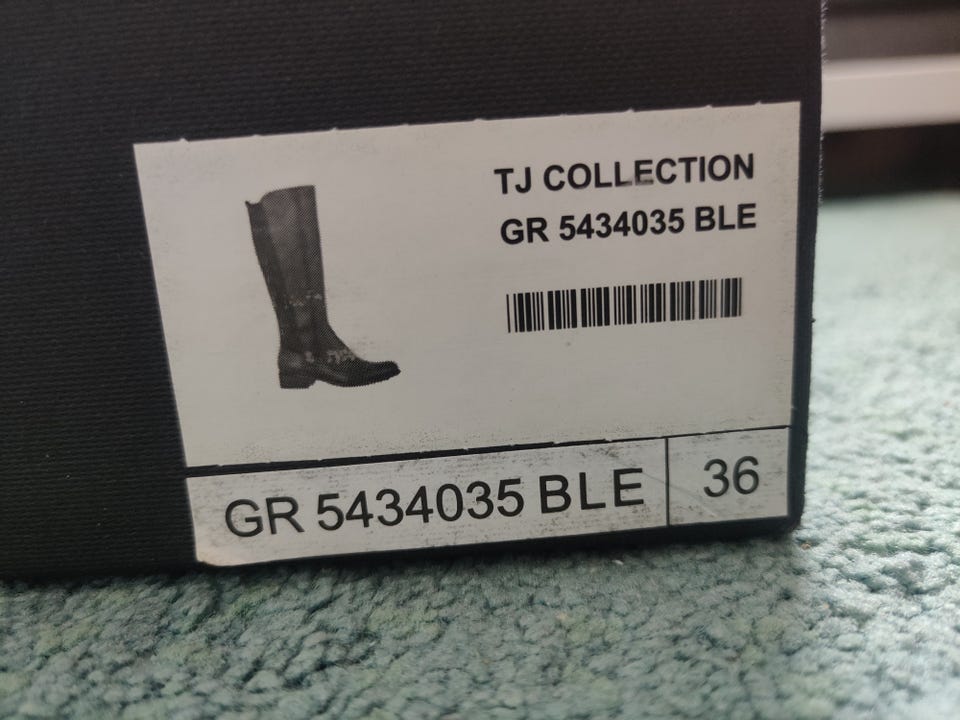 TJ COLLECTION
GR 5434035 BLE
GR 5434035 BLE 36